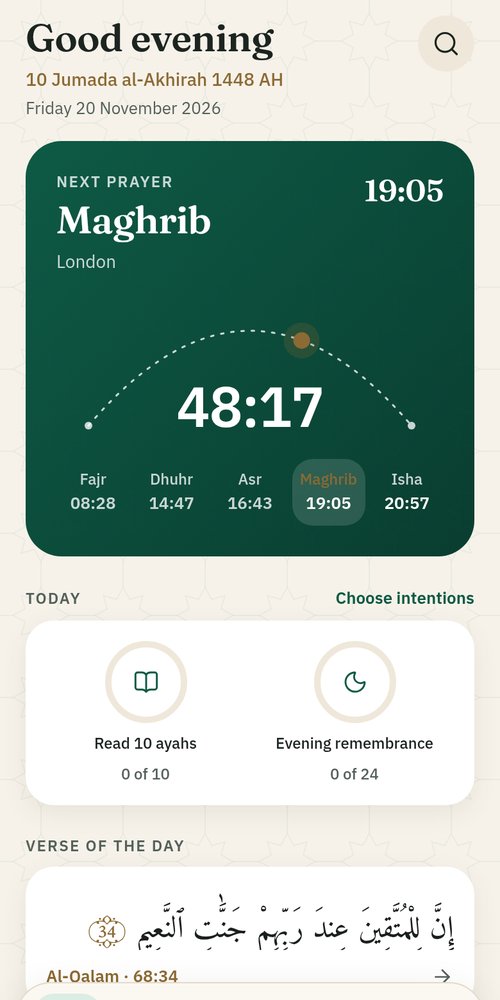 Good evening
10 Jumada al-Akhirah 1448 AH
Friday 20 November 2026
NEXT PRAYER
19:05
Maghrib
London
48:17
Fajr Dhuhr Asr Maghrib Isha
08:28 14:47 16:43 19:05 20:57
TODAY Choose intentions
Read 10 ayahs Evening remembrance
0 of 10 0 of 24
VERSE OF THE DAY
إِنَّ لِلْمُتَّقِينَ عِندَ رَبِّهِمْ جَنَّٰتِ ٱلنَّعِيمِ 34
Al-Qalam · 68:34